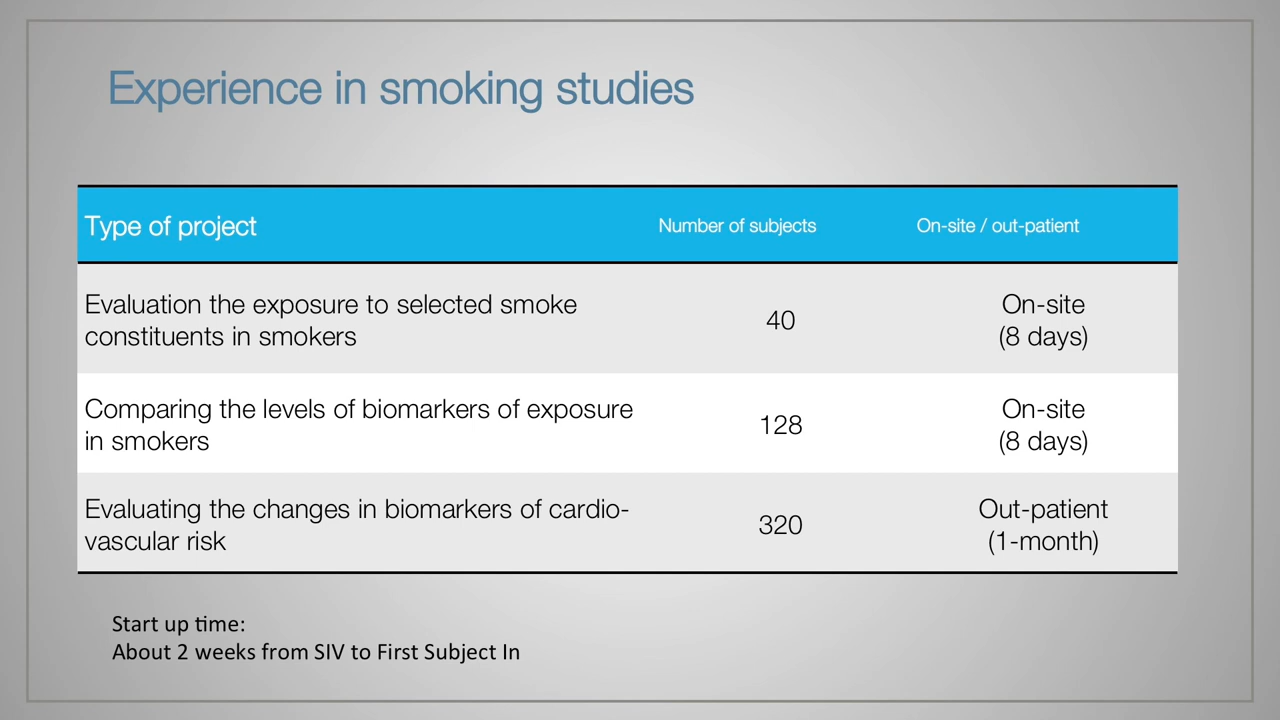 Experience in smoking studies
Type of project Number of subjects On-site / out-patient
Evaluation the exposure to selected smoke
constituents in smokers
40
On-site
(8 days)
Comparing the levels of biomarkers of exposure
in smokers
128
On-site
(8 days)
Evaluating the changes in biomarkers of cardio-
vascular risk
320
Out-patient
(1-month)
Start up time:
About 2 weeks from SIV to First Subject In